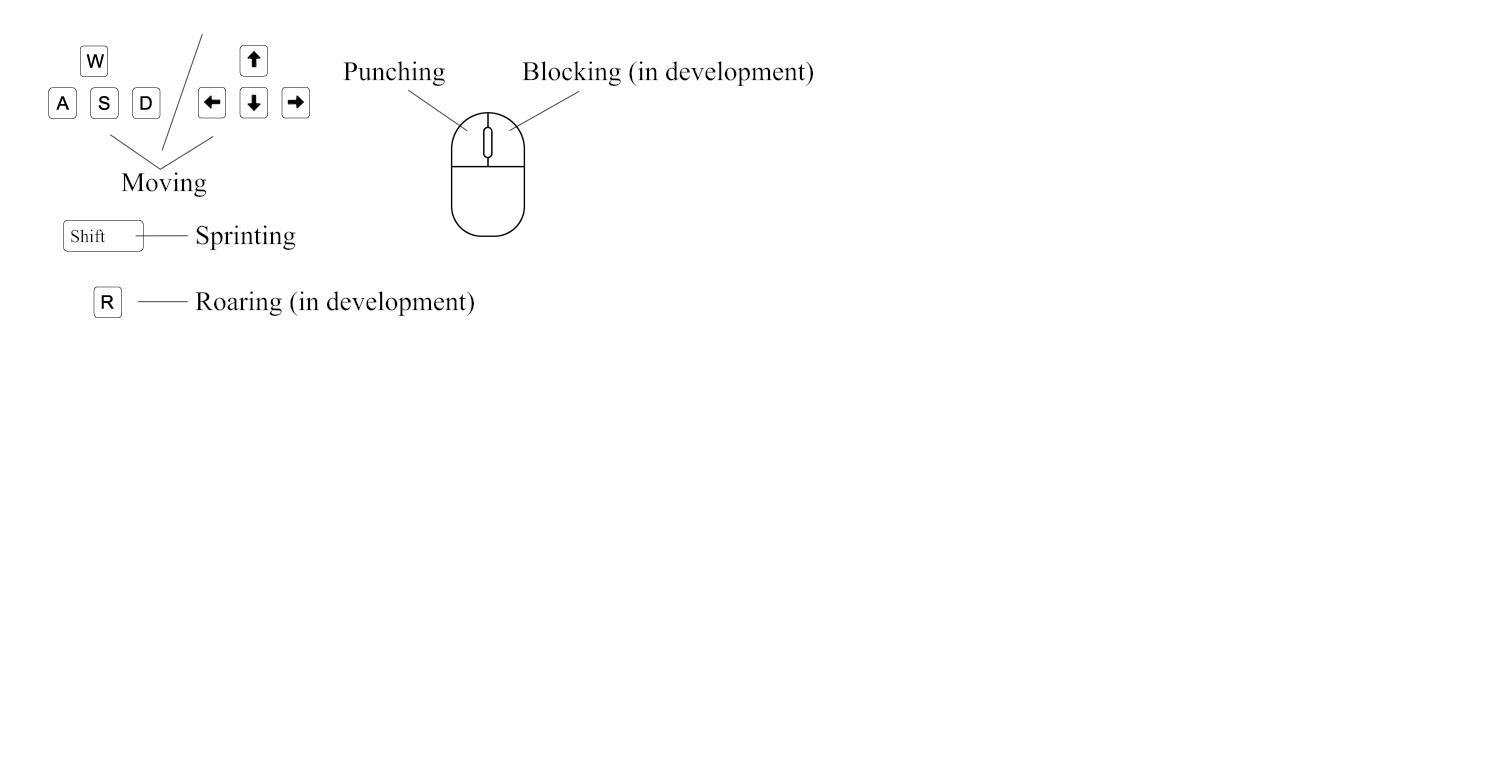 W
A S D
Moving
Shift
Sprinting
R
Roaring (in development)
Punching
Blocking (in development)